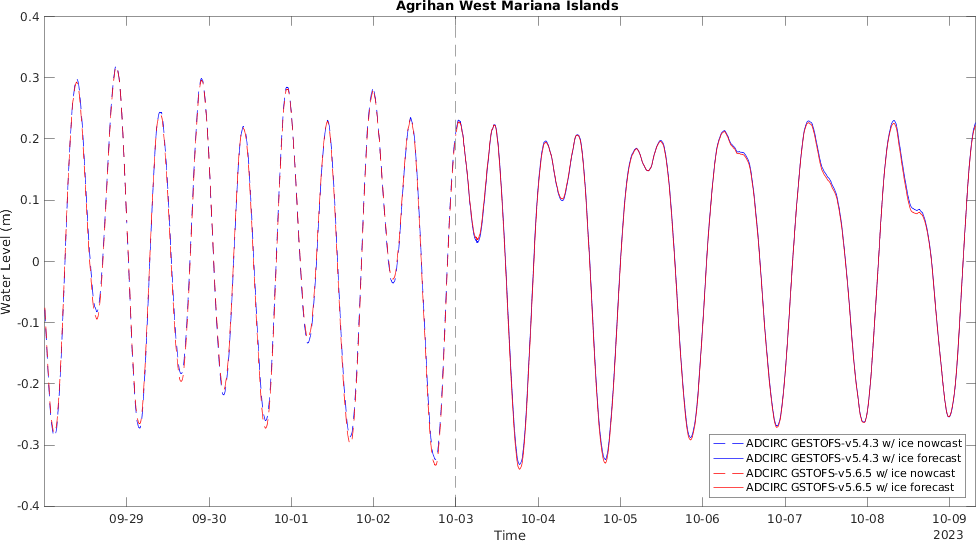 Agrihan West Mariana Islands
0.4
0.3
0.2
0.1
0
-0.1
-0.2
-0.3
-0.4
Water Level (m)
ADCIRC GESTOFS-v5.4.3 w/ ice nowcast
ADCIRC GESTOFS-v5.4.3 w/ ice forecast
ADCIRC GSTOFS-v5.6.5 w/ ice nowcast
ADCIRC GSTOFS-v5.6.5 w/ ice forecast
09-29 09-30 10-01 10-02 10-03 10-04 10-05 10-06 10-07 10-08 10-09
2023
Time